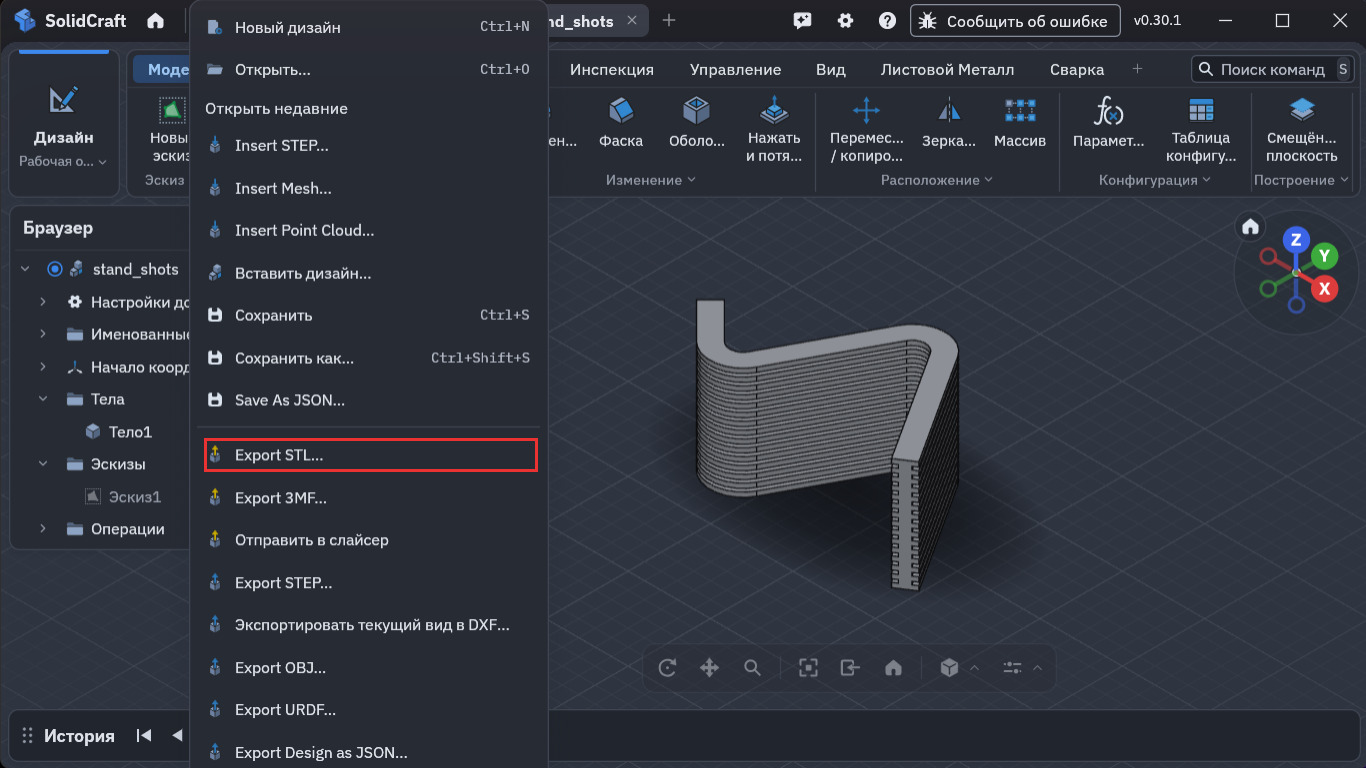 SolidCraft
nd_shots
Сообщить об ошибке
v0.30.1
Дизайн
Рабочая о...
Моде
Инспекция
Управление
Вид
Листовой Металл
Сварка
Поиск команд
S
Новы
эскиз
Эскиз
ен...
Фаска
Оболо...
Нажать
и потя...
Изменение
Перемес...
/ копиро...
Зерка...
Массив
Расположение
Парамет...
Таблица
конфигу...
Конфигурация
Смещён...
плоскость
Построение
Новый дизайн Ctrl+N
Открыть... Ctrl+O
Открыть недавние
Insert STEP...
Insert Mesh...
Insert Point Cloud...
Вставить дизайн...
Сохранить Ctrl+S
Сохранить как... Ctrl+Shift+S
Save As JSON...
Export STL...
Export 3MF...
Отправить в слайсер
Export STEP...
Экспортировать текущий вид в DXF...
Export OBJ...
Export URDF...
Export Design as JSON...
Браузер
stand_shots
Настройки до
Именованные
Начало коорд
Тела
Тело1
Эскизы
Эскиз1
Операции
Z
Y
X
История